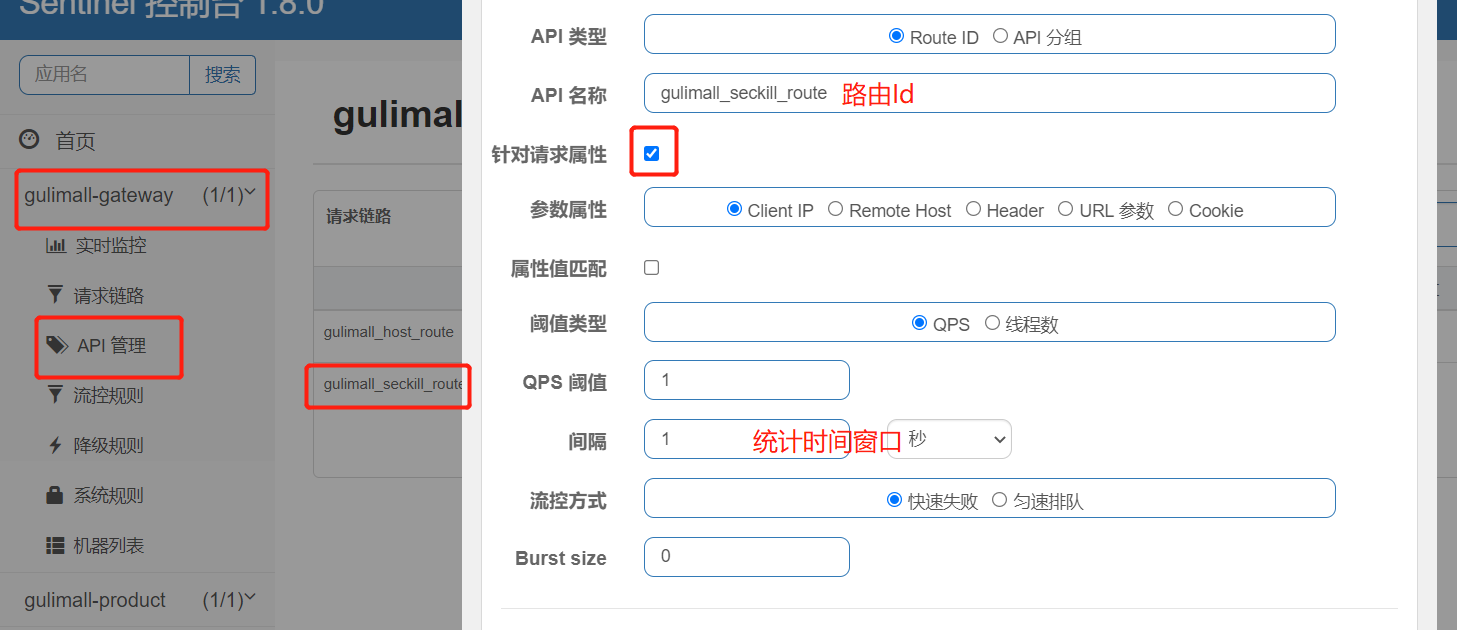 Sentinel 控制台 1.8.0
应用名 搜索
首页
gulimall-gateway (1/1)
实时监控
请求链路
API 管理
流控规则
降级规则
系统规则
机器列表
gulimall-product (1/1)
gulimal
请求链路
gulimall_host_route
gulimall_seckill_route
API 类型 Route ID API 分组
API 名称 gulimall_seckill_route 路由Id
针对请求属性
参数属性 Client IP Remote Host Header URL 参数 Cookie
属性值匹配
阈值类型 QPS 线程数
QPS 阈值 1
间隔 1 统计时间窗口 秒
流控方式 快速失败 匀速排队
Burst size 0